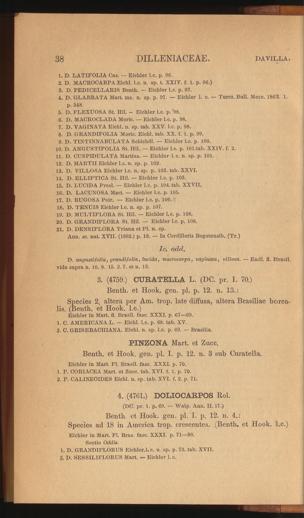 38 DILLENIACEAE. DAVILLA.
1. D. LATIFOLIA Cas. — Eichler l.c. p. 96.
2. D. MACROCARPA Eichl. l.c. n. sp. t. XXIV. f. 1. p. 96.)
3. D. PEDICELLARIS Benth. — Eichler l.c. p. 97.
4. D. GLABRATA Mart. ms. n. sp. p. 97. — Eichler l. c. — Turcz. Bull. Mosc. 1863. 1.
p. 548.
5. D. FLEXUOSA St. Hil. — Eichler l.c. p. 98.
6. D. MACROCLADA Moric. — Eichler l.c. p. 98.
7. D. VAGINATA Eichl. n. sp. tab. XXV. l.c. p. 98.
8. D. GRANDIFOLIA Moric. Eichl. tab. XX. f. 1. p. 99.
9. D. TINTINNABULATA Schlchdl. — Eichler l.c. p. 100.
10. D. ANGUSTIFOLIA St. Hil. — Eichler l.c. p. 101.tab. XXIV. f. 2.
11. D. CUSPIDULATA Martius. — Eichler l.c. n. sp. p. 101.
12. D. MARTII Eichler l.c. n. sp. p. 102.
13. D. VILLOSA Eichler l.c. n. sp. p. 103. tab. XXVI.
14. D. ELLIPTICA St. Hil. — Eichler l.c. p. 103.
15. D. LUCIDA Presl. — Eichler l.c. p. 104. tab. XXVII.
16. D. LACUNOSA Mart. — Eichler l.c. p. 105.
17. D. RUGOSA Poir. — Eichler l.c. p. 106.
18. D. TENUIS Eichler l.c. n. sp. p. 107.
19. D. MULTIFLORA St. Hil. — Eichler l.c. p. 108.
20. D. GRANDIFLORA St. Hil. — Eichler l.c. p. 108.
21. D. DENSIFLORA Triana et Pl. n. sp.
Ann. sc. nat. XVII. (1862.) p. 18. — In Cordilleris Bogotensib. (Tr.)
Ic. add,
D. angustifolia, grandifolia, lucida, macrocarpa, tapixana, villosa. — Endl. fl. Brasil.
vide supra n. 10. 8. 15. 2. et n. 13.
3. (4759.) CURATELLA L. (DC. pr. I. 70.)
Benth. et Hook. gen. pl. p. 12. n. 13.:
Species 2, altera per Am. trop. late diffusa, altera Brasiliae borea-
lis. (Benth. et Hook. l.c.)
Eichler in Mart. fl. Brasil. fasc. XXXI. p. 67—69.
1. C. AMERICANA L. — Eichl. l.c. p. 68. tab. XV.
2. C. GRISEBACHIANA. Eichl. n. sp. l.c. p. 69. — Brasilia.
PINZONA Mart. et Zucc.
Benth. et Hook. gen. pl. I. p. 12. n. 3 sub Curatella.
Eichler in Mart. Fl. Brasil. fasc. XXXI. p. 70.
1. P. CORIACEA Mart. et Zucc. tab. XVI. f. 1. p. 70.
2. P. CALINEOIDES Eichl. n. sp. tab. XVI. f. 2. p. 71.
4. (4761.) DOLIOCARPOS Rol.
(DC. pr. I. p. 69. — Walp. Ann. II. 17.)
Benth. et Hook. gen. pl. I. p. 12. n. 4.:
Species ad 18 in America trop. crescentes. (Benth. et Hook. l.c.)
Eichler in Mart. Fl. Bras. fasc. XXXI. p. 71—80.
Sectio Othlis.
1. D. GRANDIFLORUS Eichler.l.c. n. sp. p. 73. tab. XVII.
2. D. SESSILIFLORUS Mart. — Eichler l.c.